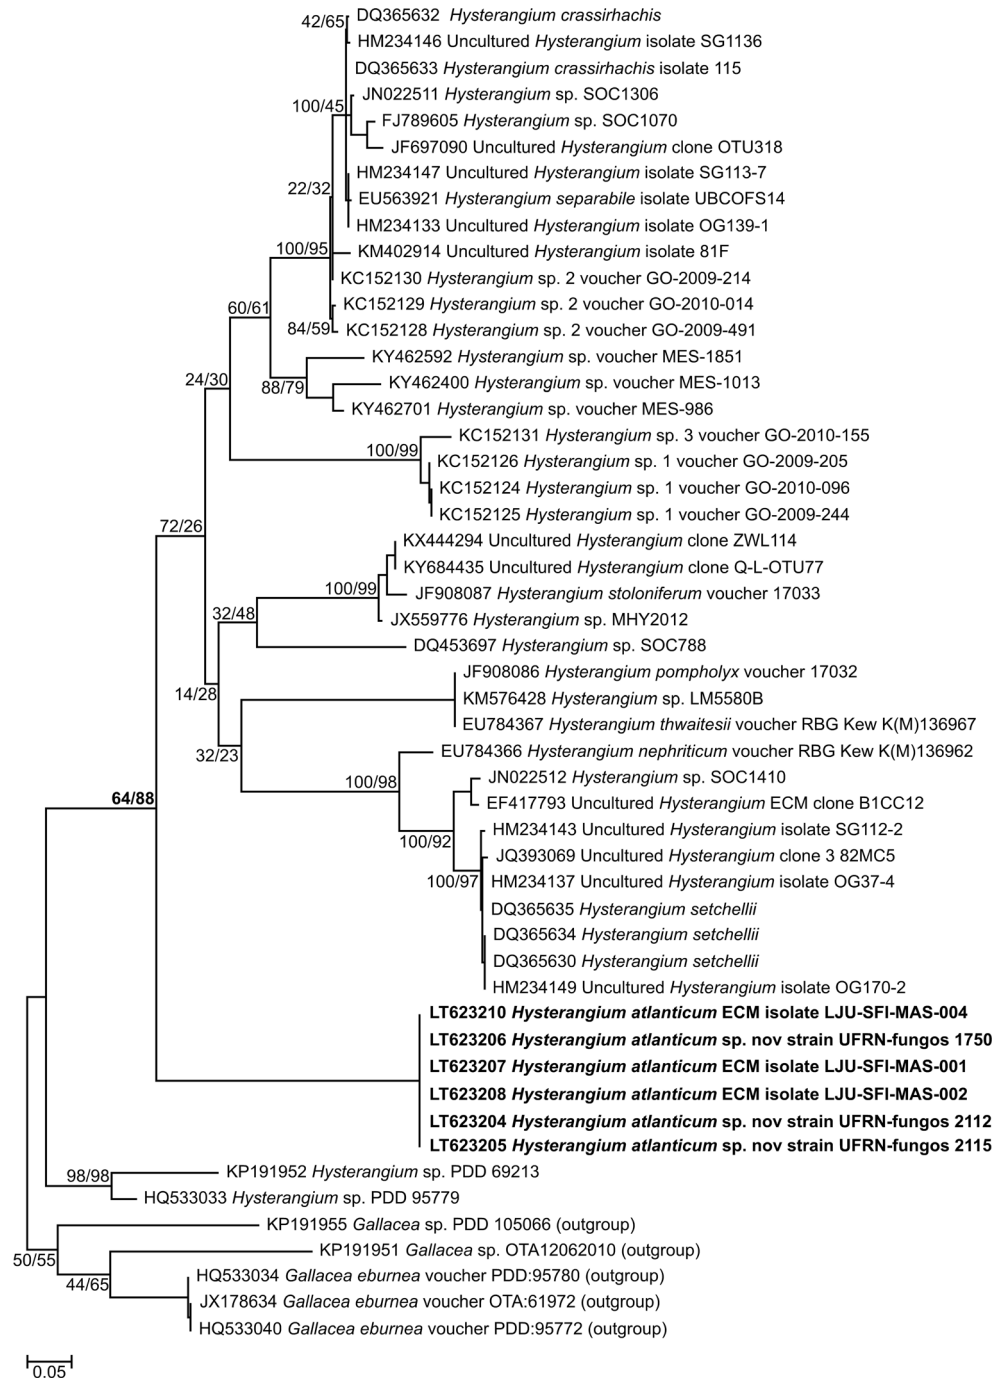 42/65
DQ365632 Hysterangium crassirhachis
HM234146 Uncultured Hysterangium isolate SG1136
DQ365633 Hysterangium crassirhachis isolate 115
JN022511 Hysterangium sp. SOC1306
100/45
FJ789605 Hysterangium sp. SOC1070
JF697090 Uncultured Hysterangium clone OTU318
HM234147 Uncultured Hysterangium isolate SG113-7
22/32
EU563921 Hysterangium separabile isolate UBCOFS14
HM234133 Uncultured Hysterangium isolate OG139-1
100/95
KM402914 Uncultured Hysterangium isolate 81F
KC152130 Hysterangium sp. 2 voucher GO-2009-214
60/61
KC152129 Hysterangium sp. 2 voucher GO-2010-014
84/59
KC152128 Hysterangium sp. 2 voucher GO-2009-491
KY462592 Hysterangium sp. voucher MES-1851
24/30
88/79
KY462400 Hysterangium sp. voucher MES-1013
KY462701 Hysterangium sp. voucher MES-986
KC152131 Hysterangium sp. 3 voucher GO-2010-155
100/99
KC152126 Hysterangium sp. 1 voucher GO-2009-205
KC152124 Hysterangium sp. 1 voucher GO-2010-096
KC152125 Hysterangium sp. 1 voucher GO-2009-244
72/26
KX444294 Uncultured Hysterangium clone ZWL114
KY684435 Uncultured Hysterangium clone Q-L-OTU77
100/99
JF908087 Hysterangium stoloniferum voucher 17033
32/48
JX559776 Hysterangium sp. MHY2012
DQ453697 Hysterangium sp. SOC788
JF908086 Hysterangium pompholyx voucher 17032
14/28
KM576428 Hysterangium sp. LM5580B
EU784367 Hysterangium thwaitesii voucher RBG Kew K(M)136967
32/23
EU784366 Hysterangium nephriticum voucher RBG Kew K(M)136962
100/98
JN022512 Hysterangium sp. SOC1410
64/88
EF417793 Uncultured Hysterangium ECM clone B1CC12
HM234143 Uncultured Hysterangium isolate SG112-2
100/92
JQ393069 Uncultured Hysterangium clone 3 82MC5
100/97
HM234137 Uncultured Hysterangium isolate OG37-4
DQ365635 Hysterangium setchellii
DQ365634 Hysterangium setchellii
DQ365630 Hysterangium setchellii
HM234149 Uncultured Hysterangium isolate OG170-2
LT623210 Hysterangium atlanticum ECM isolate LJU-SFI-MAS-004
LT623206 Hysterangium atlanticum sp. nov strain UFRN-fungos 1750
LT623207 Hysterangium atlanticum ECM isolate LJU-SFI-MAS-001
LT623208 Hysterangium atlanticum ECM isolate LJU-SFI-MAS-002
LT623204 Hysterangium atlanticum sp. nov strain UFRN-fungos 2112
LT623205 Hysterangium atlanticum sp. nov strain UFRN-fungos 2115
98/98
KP191952 Hysterangium sp. PDD 69213
HQ533033 Hysterangium sp. PDD 95779
KP191955 Gallacea sp. PDD 105066 (outgroup)
50/55
KP191951 Gallacea sp. OTA12062010 (outgroup)
44/65
HQ533034 Gallacea eburnea voucher PDD:95780 (outgroup)
JX178634 Gallacea eburnea voucher OTA:61972 (outgroup)
HQ533040 Gallacea eburnea voucher PDD:95772 (outgroup)
0.05